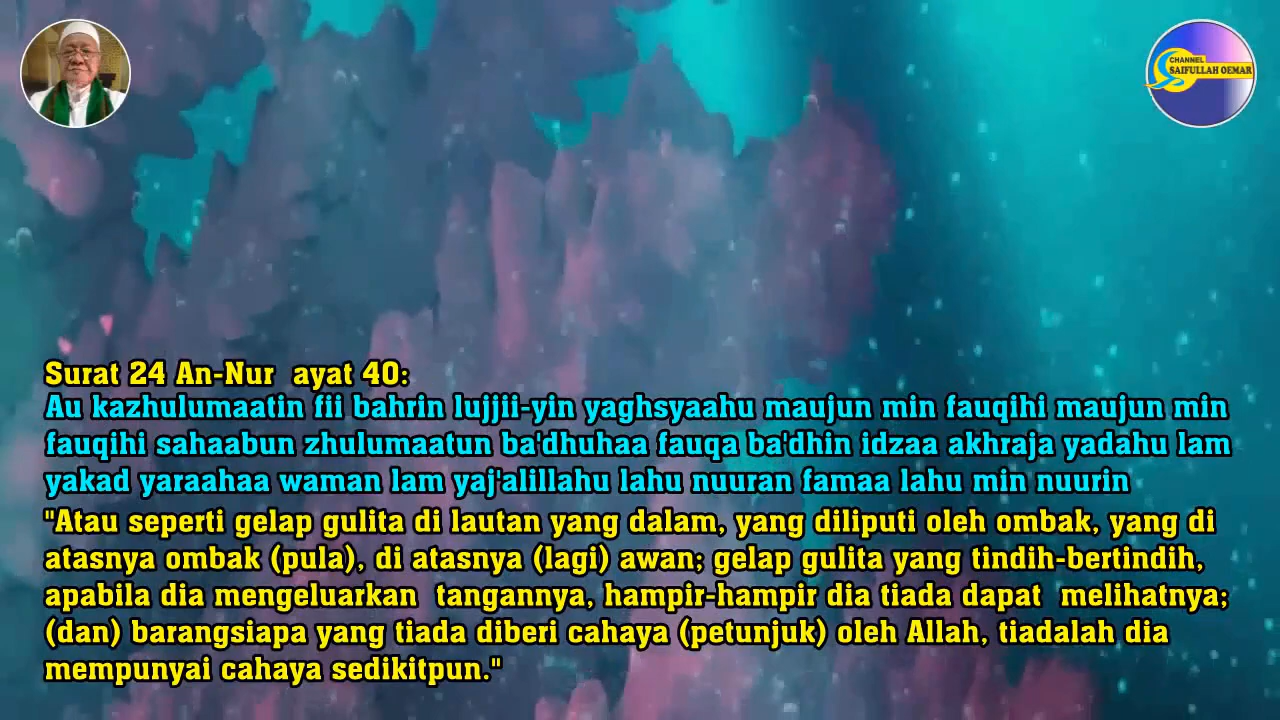 CHANNEL
SAIFULLAH OEMAR
Surat 24 An-Nur  ayat 40:
Au kazhulumaatin fii bahrin lujjii-yin yaghsyaahu maujun min fauqihi maujun min
fauqihi sahaabun zhulumaatun ba'dhuhaa fauqa ba'dhin idzaa akhraja yadahu lam
yakad yaraahaa waman lam yaj'alillahu lahu nuuran famaa lahu min nuurin
"Atau seperti gelap gulita di lautan yang dalam, yang diliputi oleh ombak, yang di
atasnya ombak (pula), di atasnya (lagi) awan; gelap gulita yang tindih-bertindih,
apabila dia mengeluarkan  tangannya, hampir-hampir dia tiada dapat  melihatnya;
(dan) barangsiapa yang tiada diberi cahaya (petunjuk) oleh Allah, tiadalah dia
mempunyai cahaya sedikitpun."